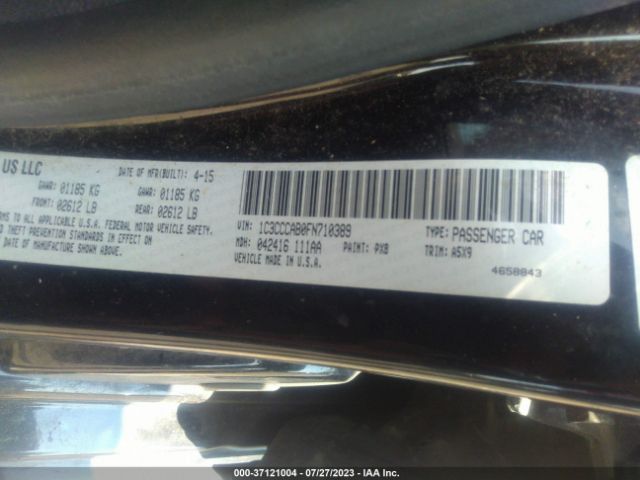 US LLC
DATE OF MFR(BUILT): 4-15
GAWR: 01185 KG GAWR: 01185 KG
FRONT: 02612 LB REAR: 02612 LB
RMS TO ALL APPLICABLE U.S.A. FEDERAL MOTOR VEHICLE SAFETY,
ND THEFT PREVENTION STANDARDS IN EFFECT ON
DATE OF MANUFACTURE SHOWN ABOVE.
VIN: 1C3CCCAB0FN710389 TYPE: PASSENGER CAR
MDH: 042416 111AA PAINT: PX8 TRIM: A5X9
VEHICLE MADE IN U.S.A.
4658843
000-37121004 / 07/27/2023 - IAA Inc.